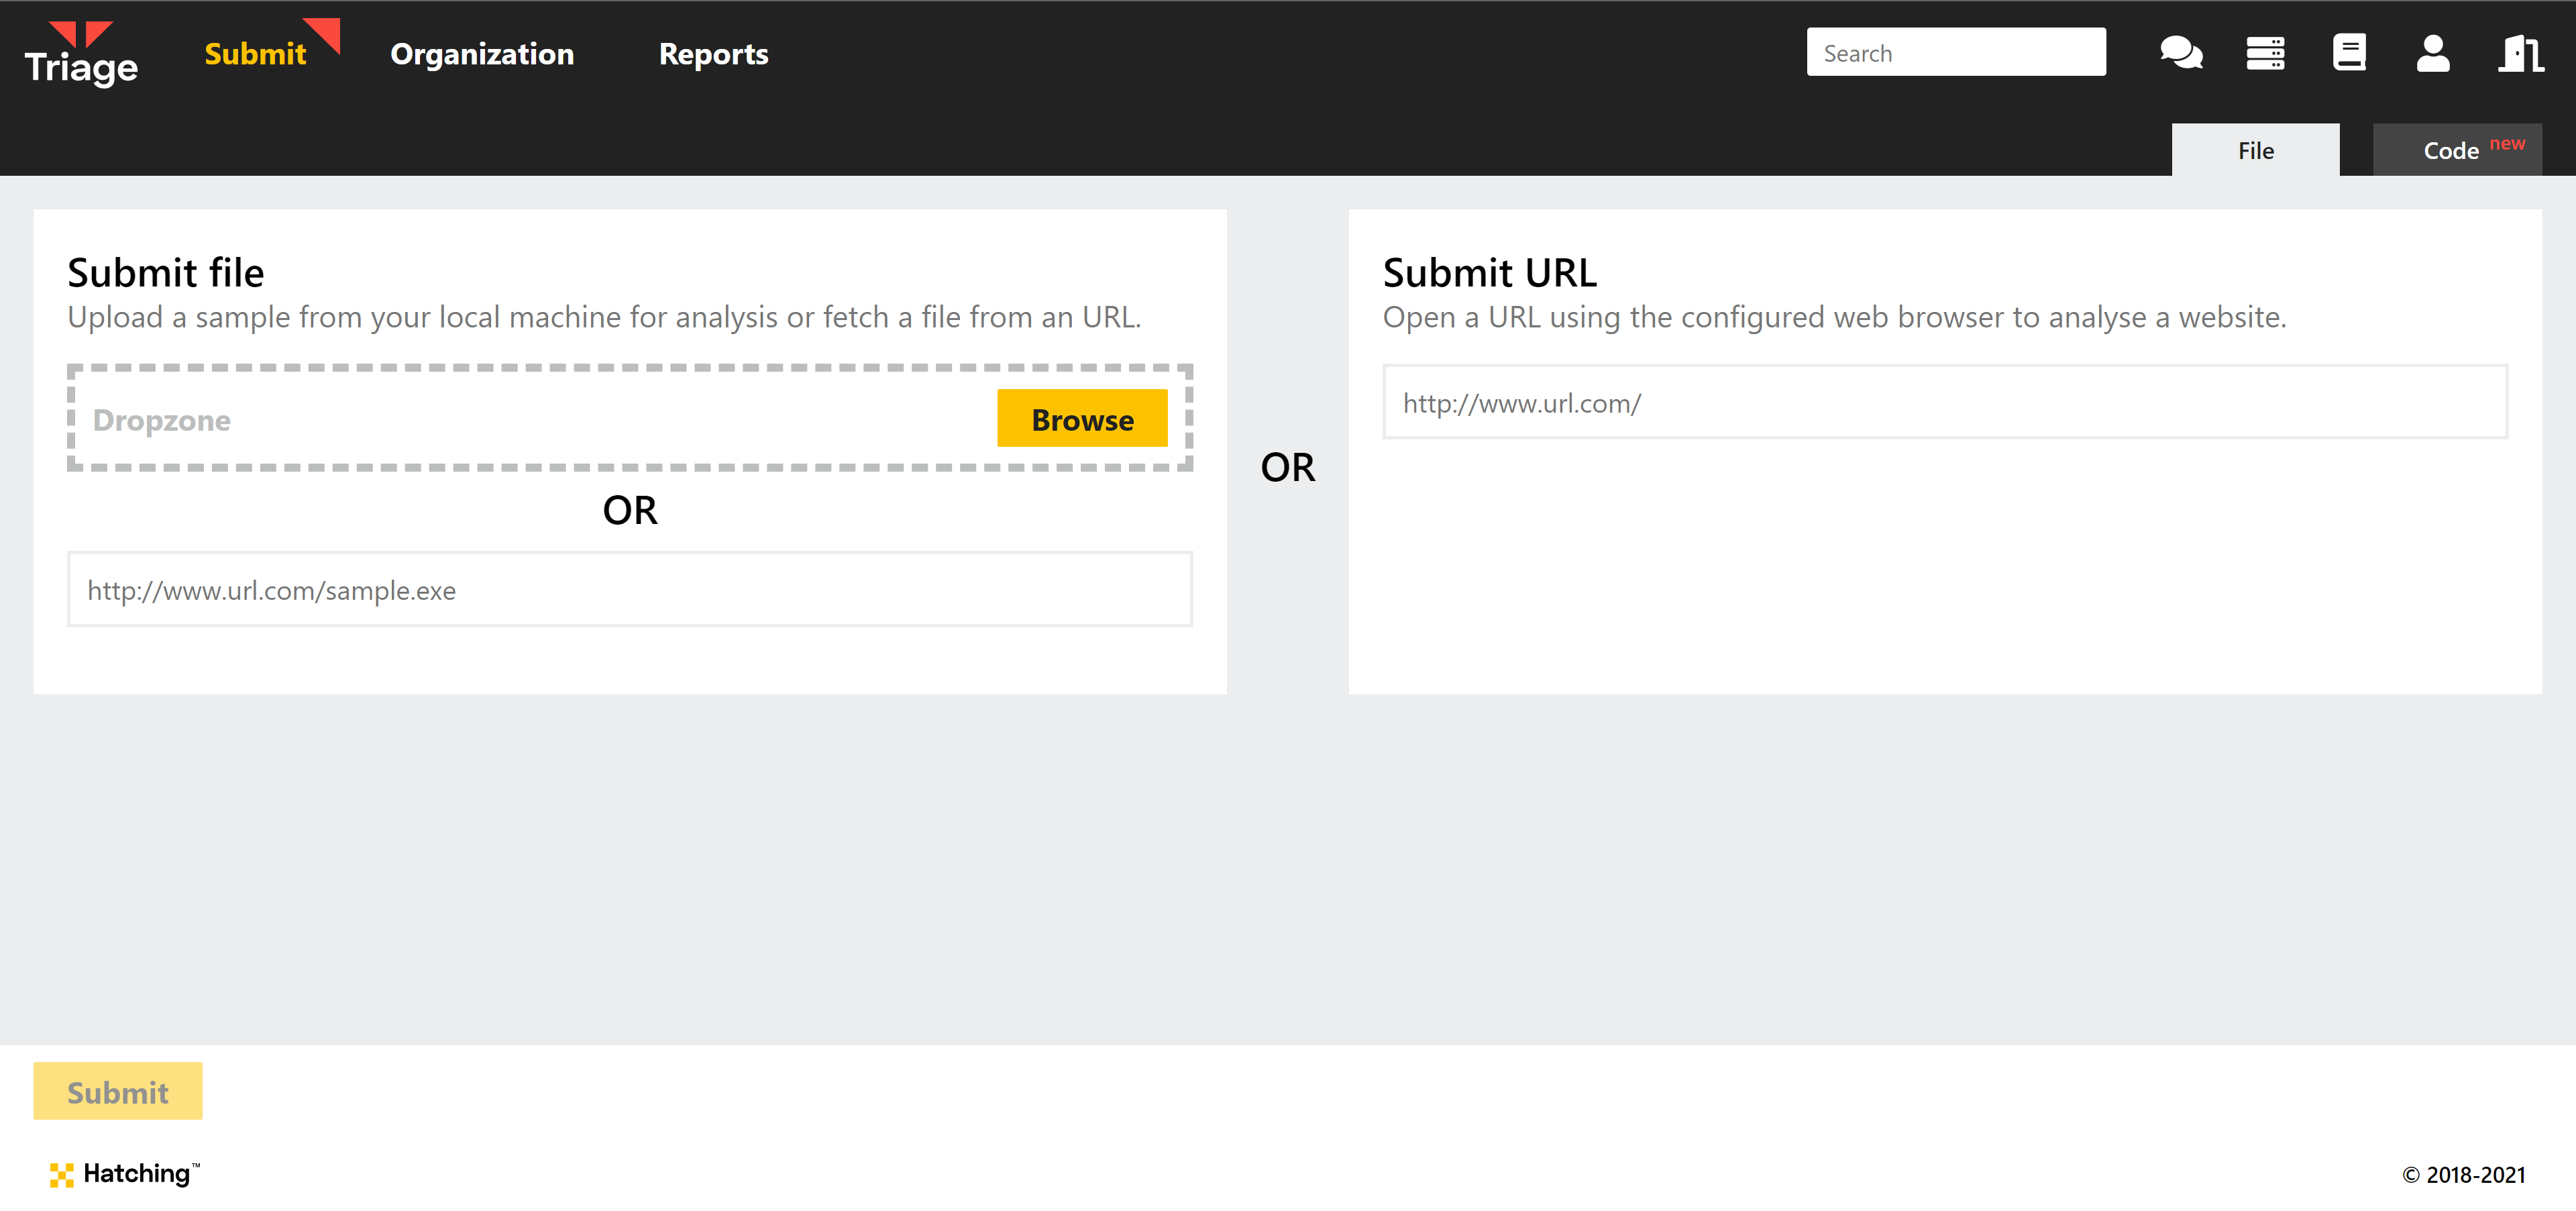 Triage
Submit
Organization
Reports
Search
File
Code new
Submit file
Upload a sample from your local machine for analysis or fetch a file from an URL.
Dropzone
Browse
OR
http://www.url.com/sample.exe
OR
Submit URL
Open a URL using the configured web browser to analyse a website.
http://www.url.com/
Submit
Hatching™
© 2018-2021